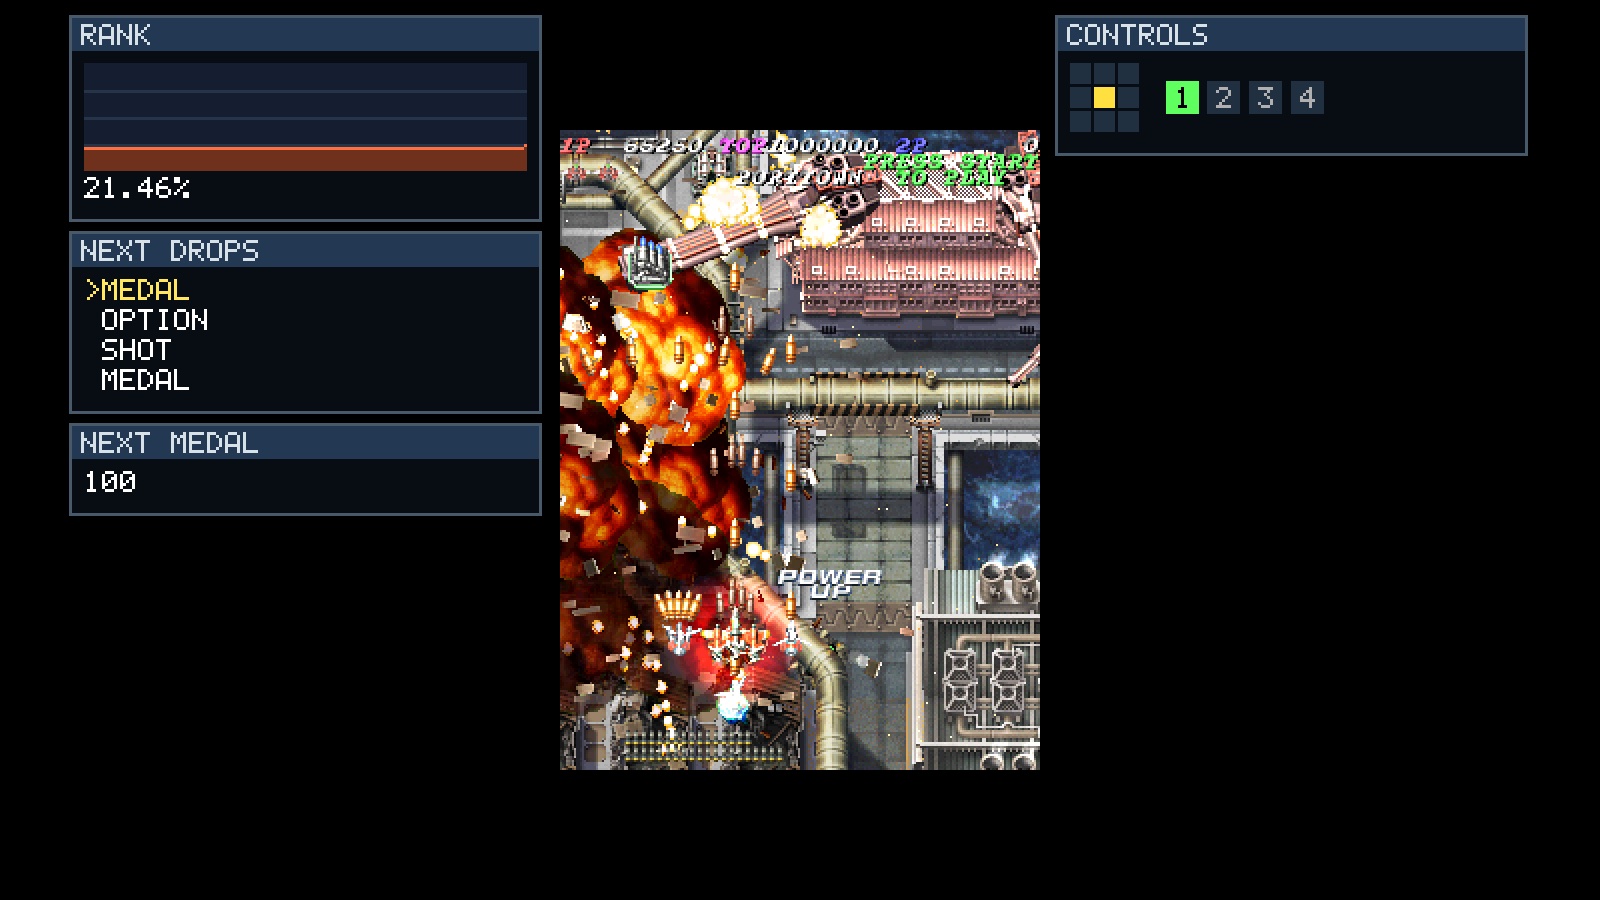 RANK
21.46%
NEXT DROPS
>MEDAL
OPTION
SHOT
MEDAL
NEXT MEDAL
100
1P 65250 TOP 1000000 2P 0
PRESS START
TO PLAY
POWER
UP
CONTROLS
1 2 3 4